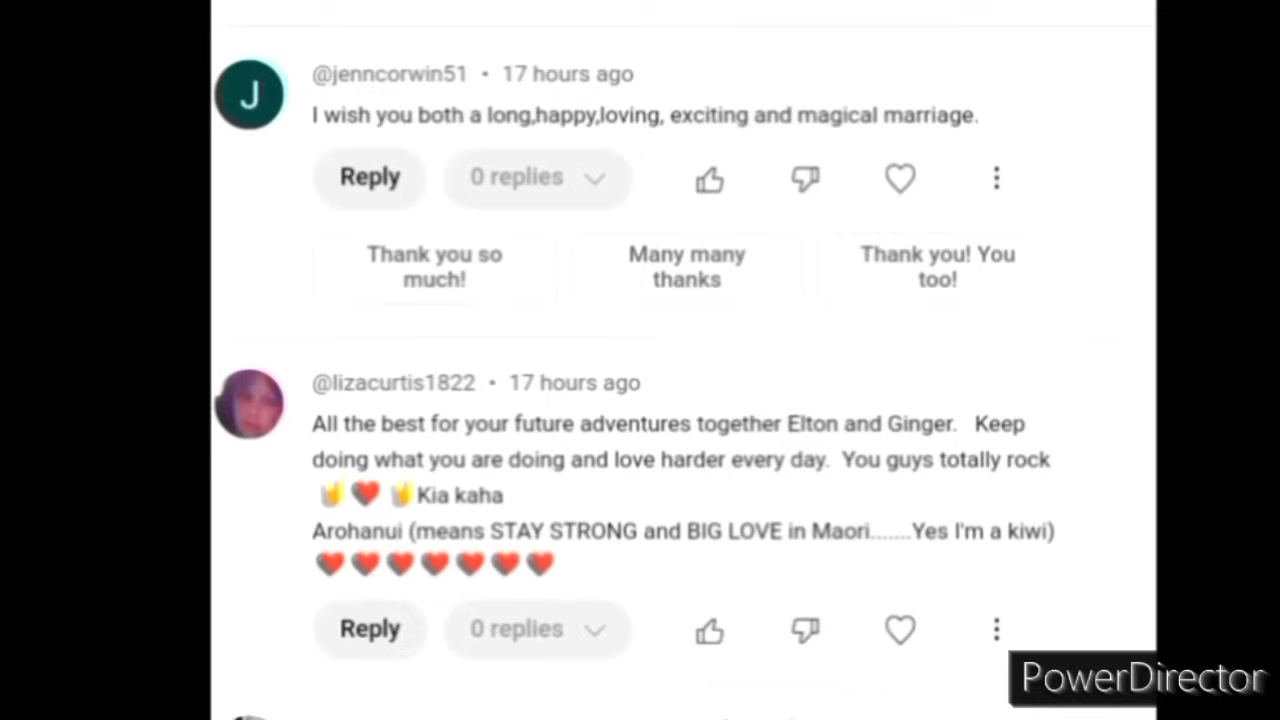 J
@jenncorwin51 • 17 hours ago
I wish you both a long,happy,loving, exciting and magical marriage.
Reply 0 replies
Thank you so much!
Many many thanks
Thank you! You too!
@lizacurtis1822 • 17 hours ago
All the best for your future adventures together Elton and Ginger. Keep
doing what you are doing and love harder every day. You guys totally rock
🤘❤️🤘Kia kaha
Arohanui (means STAY STRONG and BIG LOVE in Maori.......Yes I'm a kiwi)
❤️❤️❤️❤️❤️❤️❤️
Reply 0 replies
PowerDirector